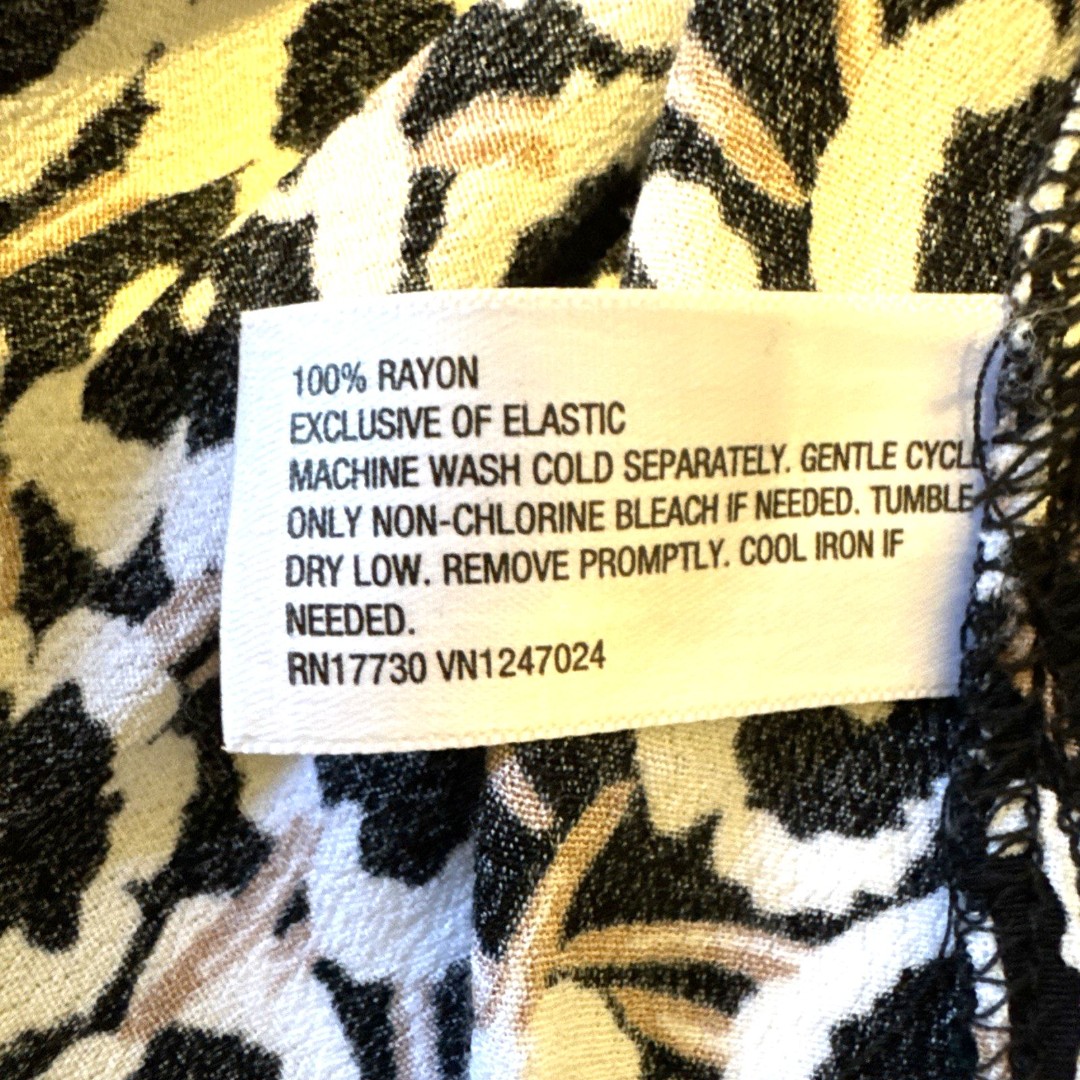 100% RAYON
EXCLUSIVE OF ELASTIC
MACHINE WASH COLD SEPARATELY. GENTLE CYCLE
ONLY NON-CHLORINE BLEACH IF NEEDED. TUMBLE
DRY LOW. REMOVE PROMPTLY. COOL IRON IF
NEEDED.
RN17730 VN1247024